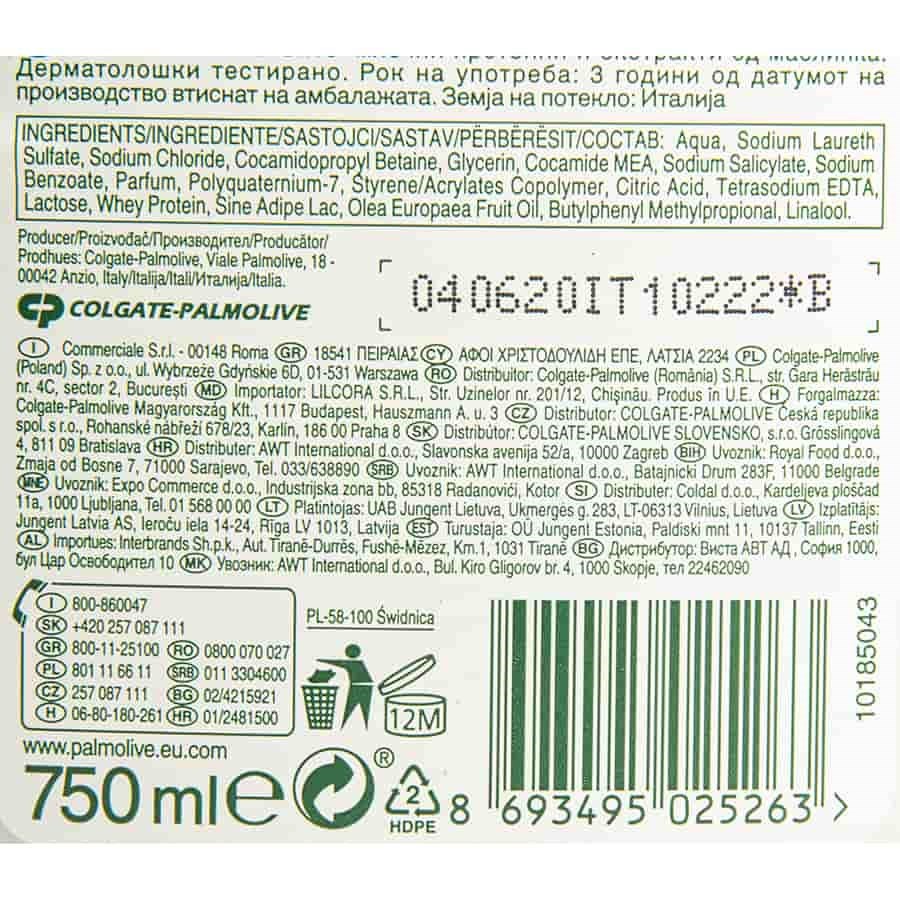 Дерматолошки тестирано. Рок на употреба: 3 години од датумот на
производство втиснат на амбалажата. Земја на потекло: Италија
INGREDIENTS/INGREDIENTE/SASTOJCI/SASTAV/PËRBËRËSIT/СОСТАВ: Aqua, Sodium Laureth
Sulfate, Sodium Chloride, Cocamidopropyl Betaine, Glycerin, Cocamide MEA, Sodium Salicylate, Sodium
Benzoate, Parfum, Polyquaternium-7, Styrene/Acrylates Copolymer, Citric Acid, Tetrasodium EDTA,
Lactose, Whey Protein, Sine Adipe Lac, Olea Europaea Fruit Oil, Butylphenyl Methylpropional, Linalool.
Producer/Proizvođač/Производител/Producător/
Prodhues: Colgate-Palmolive, Viale Palmolive, 18 -
00042 Anzio, Italy/Italija/Itali/Италија/Italia.
040620IT10222*B
CP COLGATE-PALMOLIVE
I Commerciale S.r.l. - 00148 Roma GR 18541 ΠΕΙΡΑΙΑΣ CY ΑΦΟΙ ΧΡΙΣΤΟΔΟΥΛΙΔΗ ΕΠΕ, ΛΑΤΣΙΑ 2234 PL Colgate-Palmolive
(Poland) Sp. z o.o., ul. Wybrzeże Gdyńskie 6D, 01-531 Warszawa RO Distribuitor: Colgate-Palmolive (România) S.R.L., str. Gara Herăstrău
nr. 4C, sector 2, București MD Importator: LILCORA S.R.L., Str. Uzinelor nr. 201/12, Chișinău. Produs în U.E. H Forgalmazza:
Colgate-Palmolive Magyarország Kft., 1117 Budapest, Hauszmann A. u. 3 CZ Distributor: COLGATE-PALMOLIVE Česká republika
spol. s r.o., Rohanské nábřeží 678/23, Karlín, 186 00 Praha 8 SK Distribútor: COLGATE-PALMOLIVE SLOVENSKO, s.r.o. Grösslingová
4, 811 09 Bratislava HR Distributer: AWT International d.o.o., Slavonska avenija 52/a, 10000 Zagreb BIH Uvoznik: Royal Food d.o.o.,
Zmaja od Bosne 7, 71000 Sarajevo, Tel. 033/638890 SRB Uvoznik: AWT International d.o.o., Batajnicki Drum 283F, 11000 Belgrade
MNE Uvoznik: Expo Commerce d.o.o., Industrijska zona bb, 85318 Radanovići, Kotor SI Distributer: Coldal d.o.o., Kardeljeva ploščad
11a, 1000 Ljubljana, Tel. 01 568 00 00 LT Platintojas: UAB Jungent Lietuva, Ukmergės g. 283, LT-06313 Vilnius, Lietuva LV Izplatītājs:
Jungent Latvia AS, Ieroču iela 14-24, Rīga LV 1013, Latvija EST Turustaja: OÜ Jungent Estonia, Paldiski mnt 11, 10137 Tallinn, Eesti
AL Importues: Interbrands Sh.p.k., Aut. Tiranë-Durrës, Fushë-Mëzez, Km.1, 1031 Tiranë BG Дистрибутор: Виста АВТ АД , София 1000,
бул Цар Освободител 10 MK Увозник: AWT International d.o.o., Bul. Kiro Gligorov br. 4, 1000 Skopje, тел 22462090
I 800-860047
SK +420 257 087 111
GR 800-11-25100 RO 0800 070 027
PL 801 11 66 11 SRB 011 3304600
CZ 257 087 111 BG 02/4215921
H 06-80-180-261 HR 01/2481500
PL-58-100 Świdnica
12M
10185043
www.palmolive.eu.com
750 ml e
®
2
HDPE
8 693495 025263 >